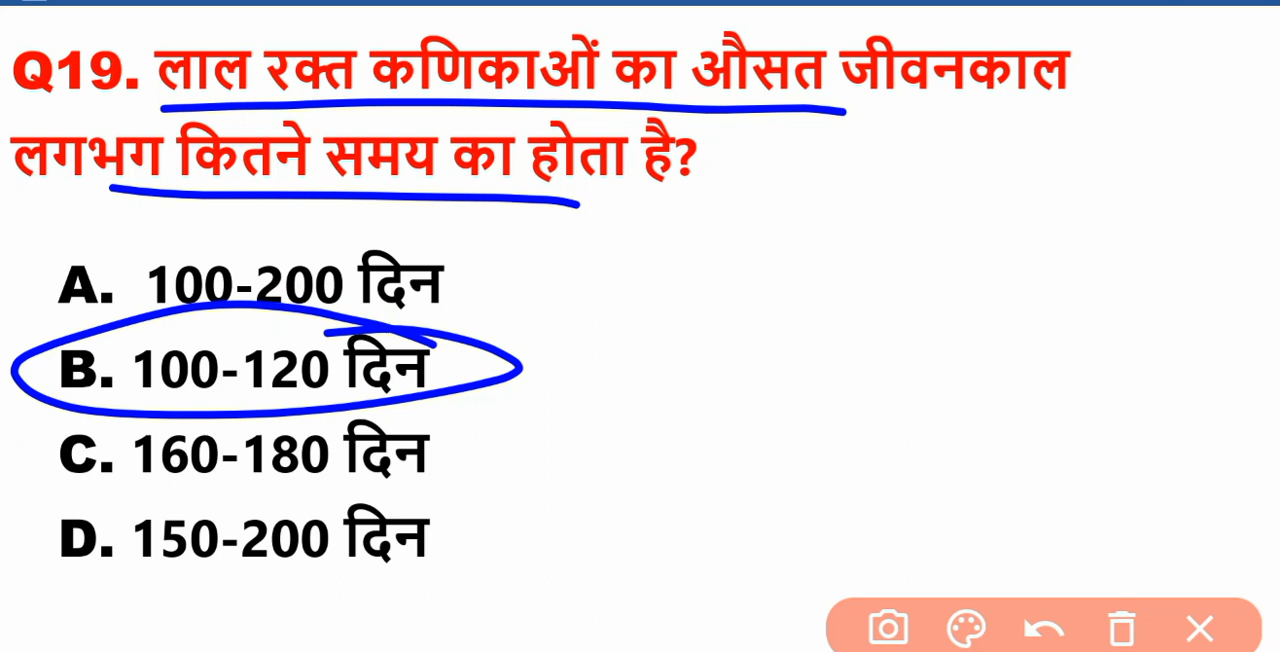 Q19. लाल रक्त कणिकाओं का औसत जीवनकाल
लगभग कितने समय का होता है?
A. 100-200 दिन
B. 100-120 दिन
C. 160-180 दिन
D. 150-200 दिन